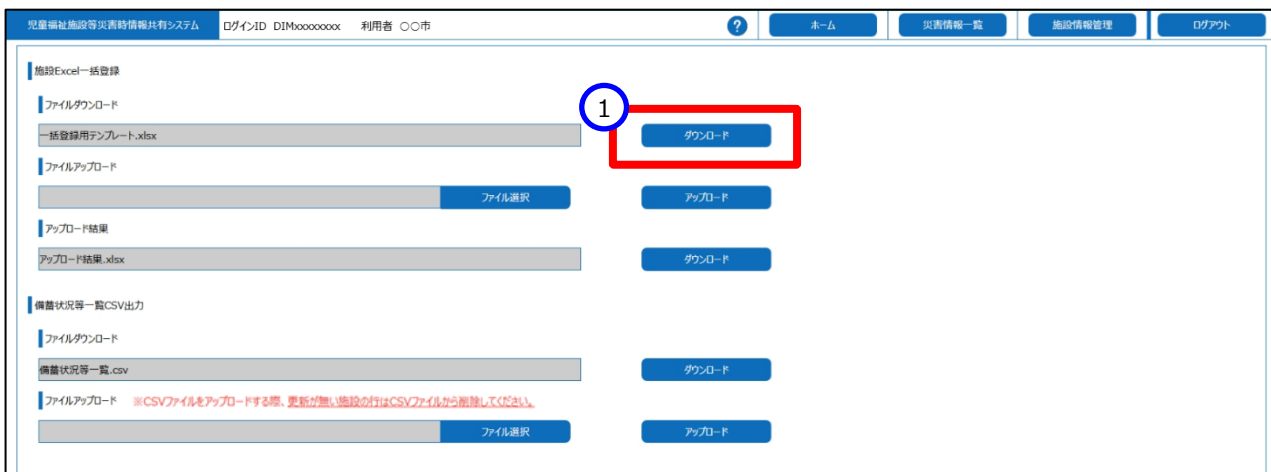 児童福祉施設等災害時情報共有システム ログインID DIMxxxxxxxx 利用者 ○○市 ? ホーム 災害情報一覧 施設情報管理 ログアウト
施設Excel一括登録
ファイルダウンロード
1
一括登録用テンプレート.xlsx ダウンロード
ファイルアップロード
ファイル選択 アップロード
アップロード結果
アップロード結果.xlsx ダウンロード
備蓄状況等一覧CSV出力
ファイルダウンロード
備蓄状況等一覧.csv ダウンロード
ファイルアップロード ※CSVファイルをアップロードする際、更新が無い施設の行はCSVファイルから削除してください。
ファイル選択 アップロード